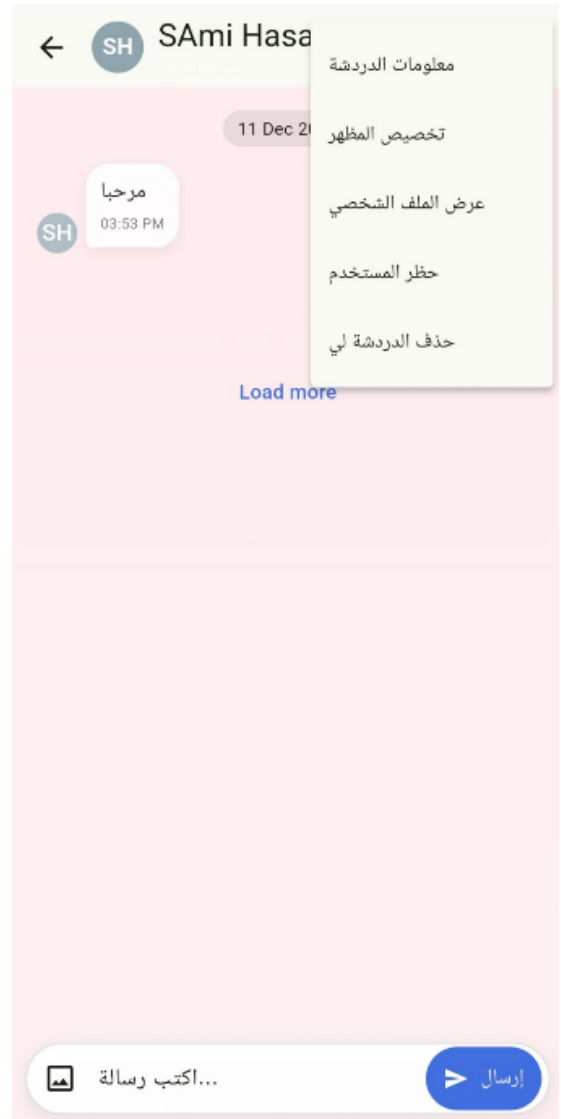 SH
SAmi Hasa
معلومات الدردشة
تخصيص المظهر
عرض الملف الشخصي
حظر المستخدم
حذف الدردشة لي
11 Dec 20
مرحبا
03:53 PM
SH
Load more
اكتب رسالة...
إرسال